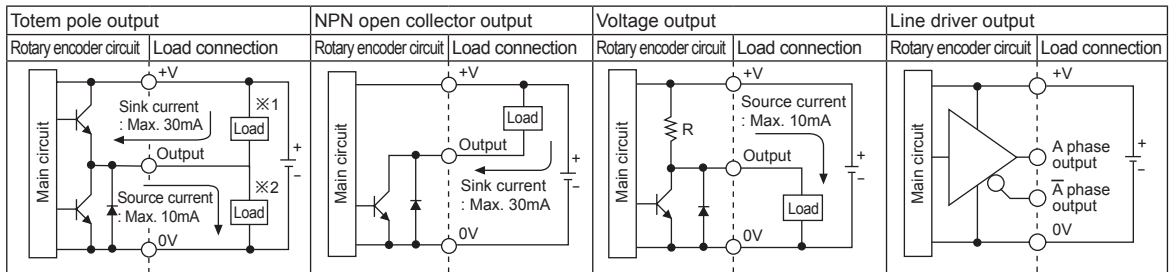 Totem pole output
Rotary encoder circuit
Load connection
Main circuit
+V
Sink current
: Max. 30mA
※1
Load
Output
Source current
: Max. 10mA
※2
Load
0V
+
−
NPN open collector output
Rotary encoder circuit
Load connection
Main circuit
+V
Load
Output
Sink current
: Max. 30mA
0V
+
−
Voltage output
Rotary encoder circuit
Load connection
Main circuit
+V
Source current
: Max. 10mA
R
Output
Load
0V
+
−
Line driver output
Rotary encoder circuit
Load connection
Main circuit
+V
A phase
output
A̅ phase
output
0V
+
−